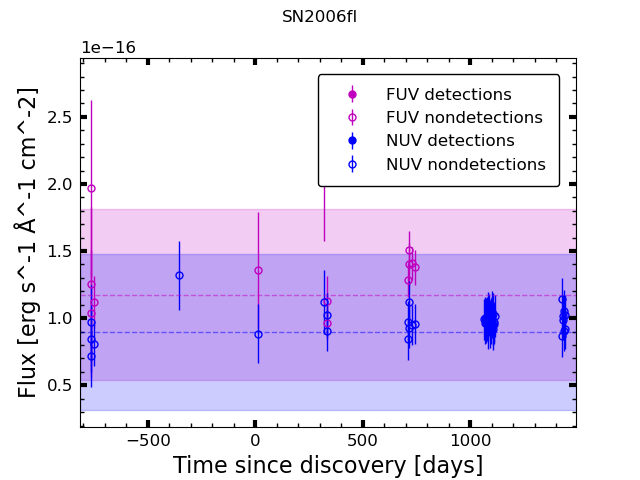 SN2006fl
1e−16
Flux [erg s^-1 Å^-1 cm^-2]
2.5
2.0
1.5
1.0
0.5
FUV detections
FUV nondetections
NUV detections
NUV nondetections
−500
0
500
1000
Time since discovery [days]